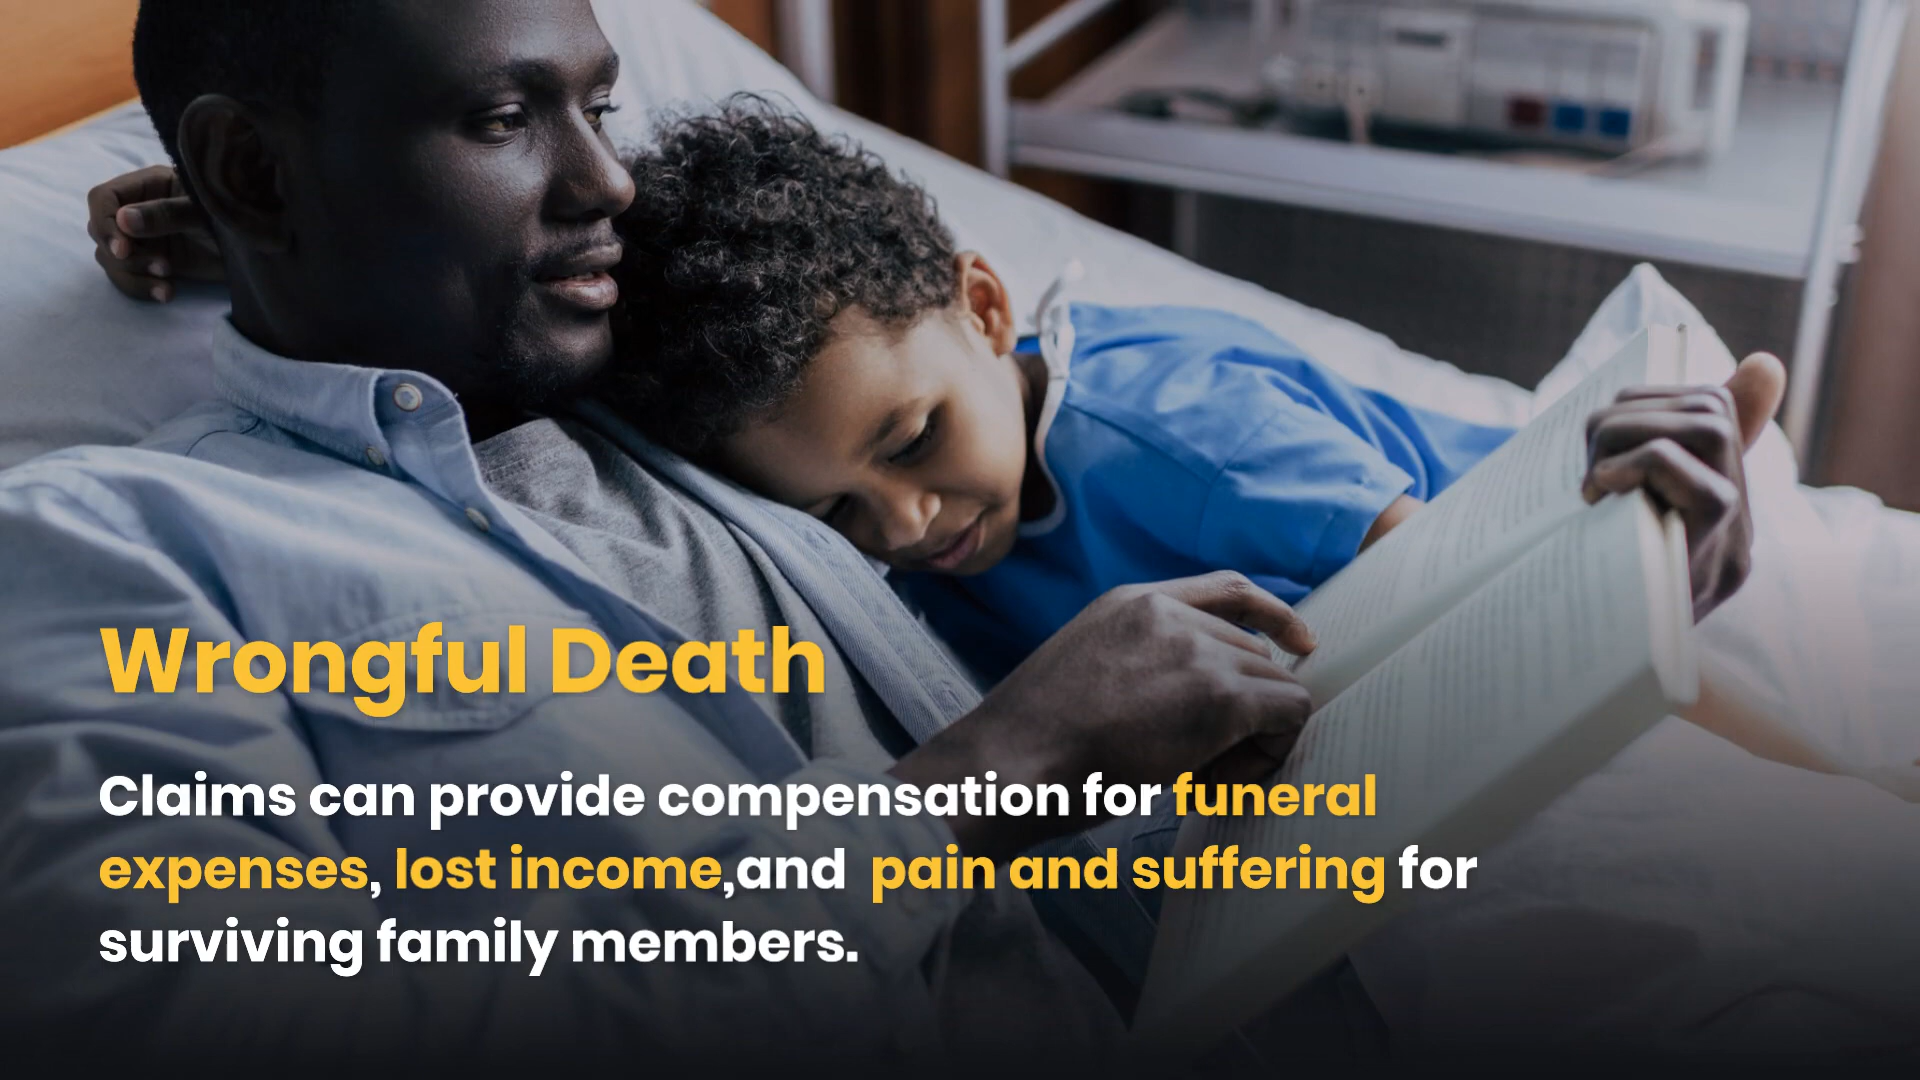 Wrongful Death
Claims can provide compensation for funeral
expenses, lost income,and  pain and suffering for
surviving family members.